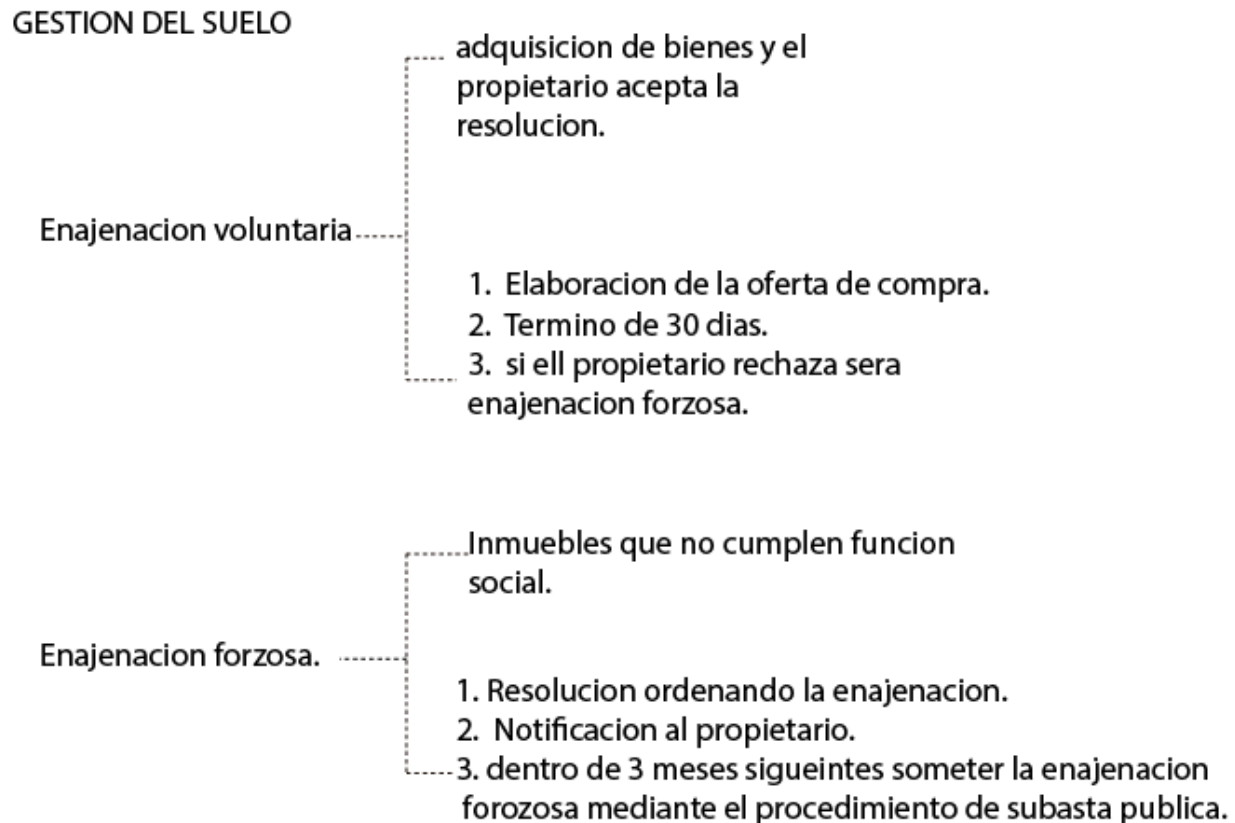 GESTION DEL SUELO
adquisicion de bienes y el
propietario acepta la
resolucion.
Enajenacion voluntaria
1. Elaboracion de la oferta de compra.
2. Termino de 30 dias.
3. si ell propietario rechaza sera
enajenacion forzosa.
Inmuebles que no cumplen funcion
social.
Enajenacion forzosa.
1. Resolucion ordenando la enajenacion.
2. Notificacion al propietario.
3. dentro de 3 meses sigueintes someter la enajenacion
forozosa mediante el procedimiento de subasta publica.